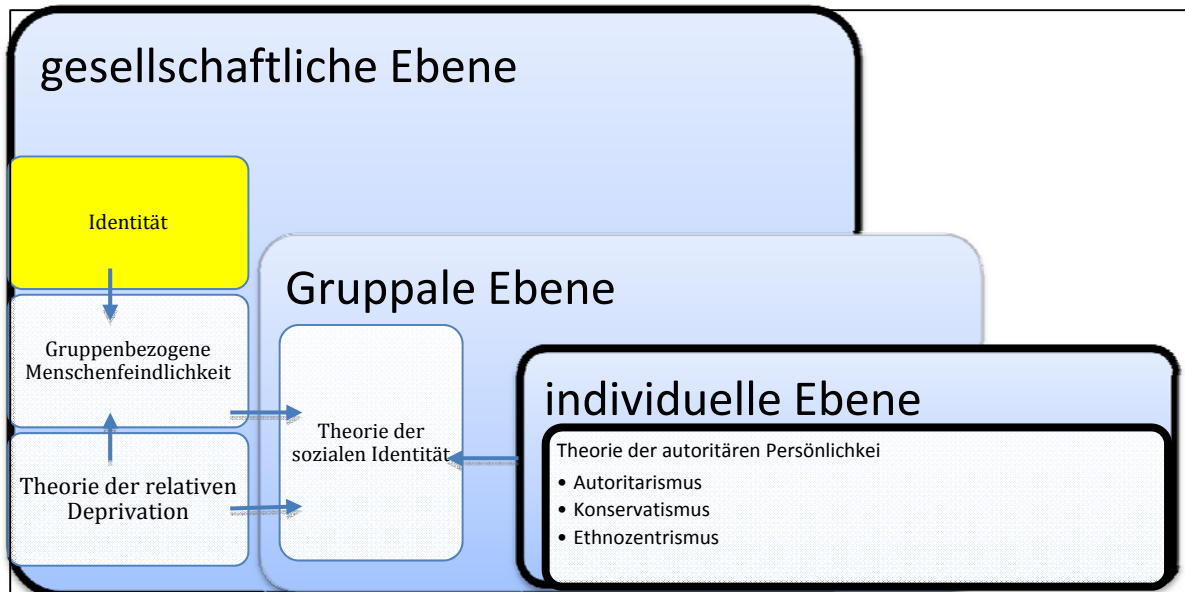 gesellschaftliche Ebene
Identität
Gruppenbezogene
Menschenfeindlichkeit
Theorie der relativen
Deprivation
Gruppale Ebene
Theorie der
sozialen Identität
individuelle Ebene
Theorie der autoritären Persönlichkei
• Autoritarismus
• Konservatismus
• Ethnozentrismus